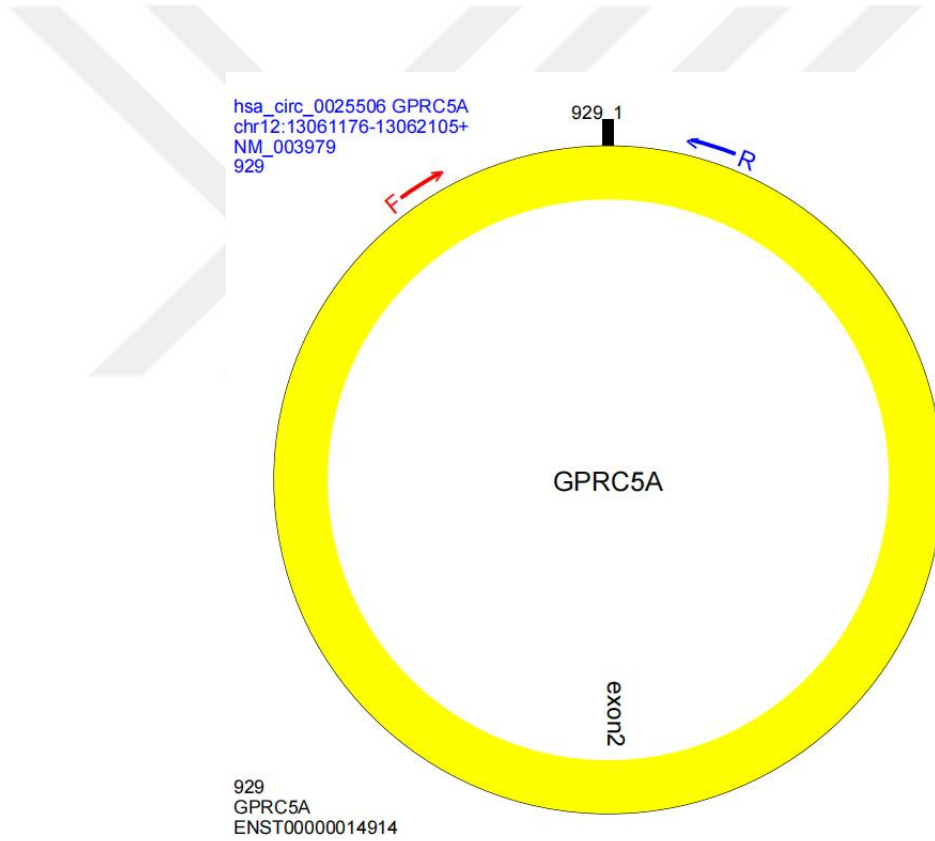 hsa_circ_0025506 GPRC5A
chr12:13061176-13062105+
NM_003979
929
929 1
F
R
GPRC5A
exon2
929
GPRC5A
ENST00000014914